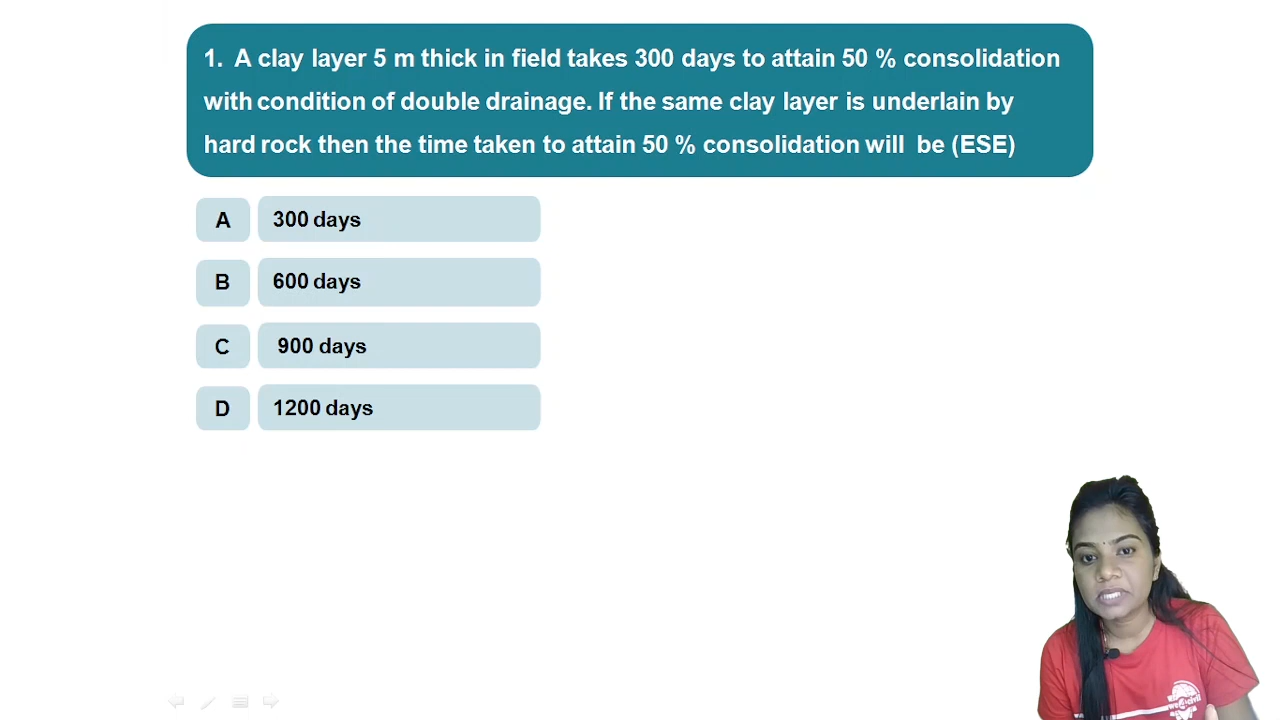 1. A clay layer 5 m thick in field takes 300 days to attain 50 % consolidation
with condition of double drainage. If the same clay layer is underlain by
hard rock then the time taken to attain 50 % consolidation will be (ESE)
A 300 days
B 600 days
C 900 days
D 1200 days